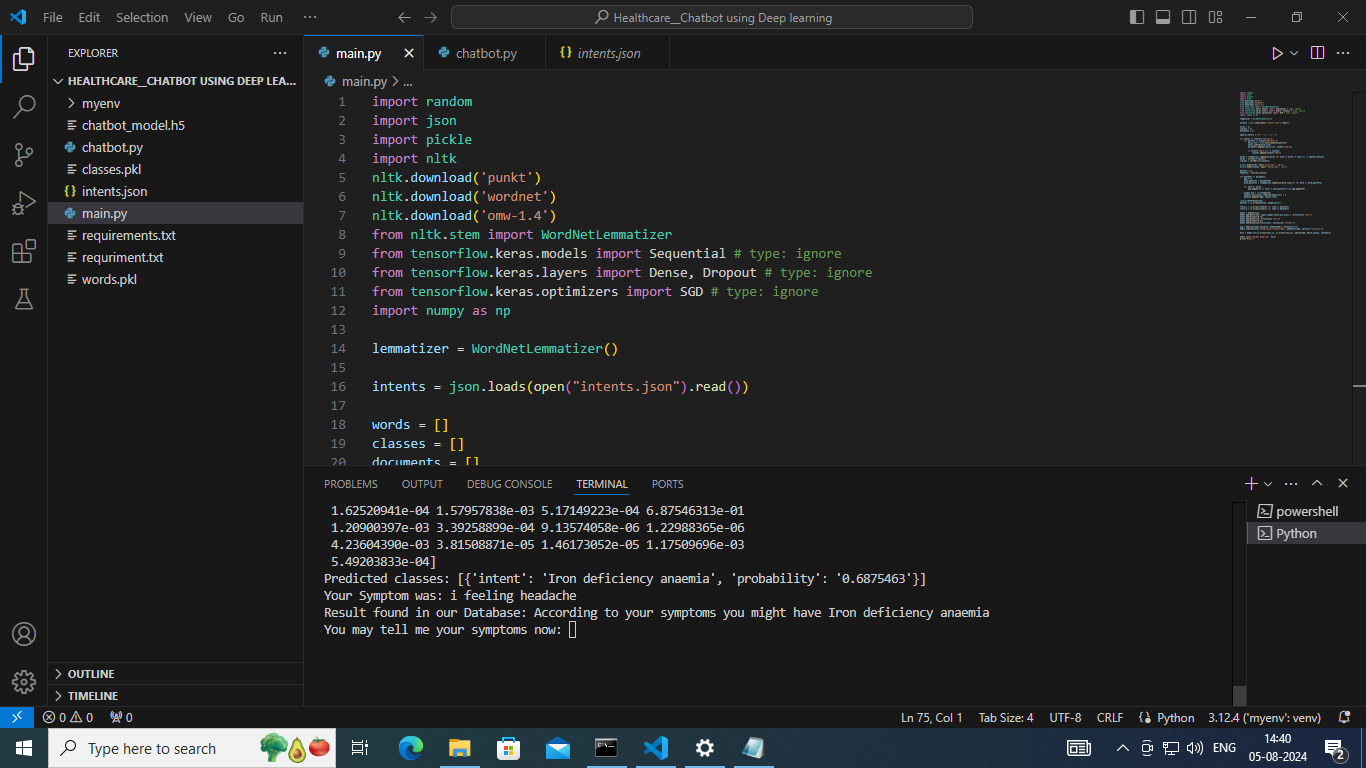 File Edit Selection View Go Run ···
Healthcare__Chatbot using Deep learning
EXPLORER
HEALTHCARE__CHATBOT USING DEEP LEA...
myenv
chatbot_model.h5
chatbot.py
classes.pkl
intents.json
main.py
requirements.txt
requriment.txt
words.pkl
OUTLINE
TIMELINE
main.py
chatbot.py
intents.json
main.py > ...
1 import random
2 import json
3 import pickle
4 import nltk
5 nltk.download('punkt')
6 nltk.download('wordnet')
7 nltk.download('omw-1.4')
8 from nltk.stem import WordNetLemmatizer
9 from tensorflow.keras.models import Sequential # type: ignore
10 from tensorflow.keras.layers import Dense, Dropout # type: ignore
11 from tensorflow.keras.optimizers import SGD # type: ignore
12 import numpy as np
13
14 lemmatizer = WordNetLemmatizer()
15
16 intents = json.loads(open("intents.json").read())
17
18 words = []
19 classes = []
20 documents = []
PROBLEMS OUTPUT DEBUG CONSOLE TERMINAL PORTS
1.62520941e-04 1.57957838e-03 5.17149223e-04 6.87546313e-01
1.20900397e-03 3.39258899e-04 9.13574058e-06 1.22988365e-06
4.23604390e-03 3.81508871e-05 1.46173052e-05 1.17509696e-03
5.49203833e-04]
Predicted classes: [{'intent': 'Iron deficiency anaemia', 'probability': '0.6875463'}]
Your Symptom was: i feeling headache
Result found in our Database: According to your symptoms you might have Iron deficiency anaemia
You may tell me your symptoms now:
powershell
Python
0 0 0
Ln 75, Col 1 Tab Size: 4 UTF-8 CRLF Python 3.12.4 ('myenv': venv)
Type here to search
ENG
14:40
05-08-2024
2